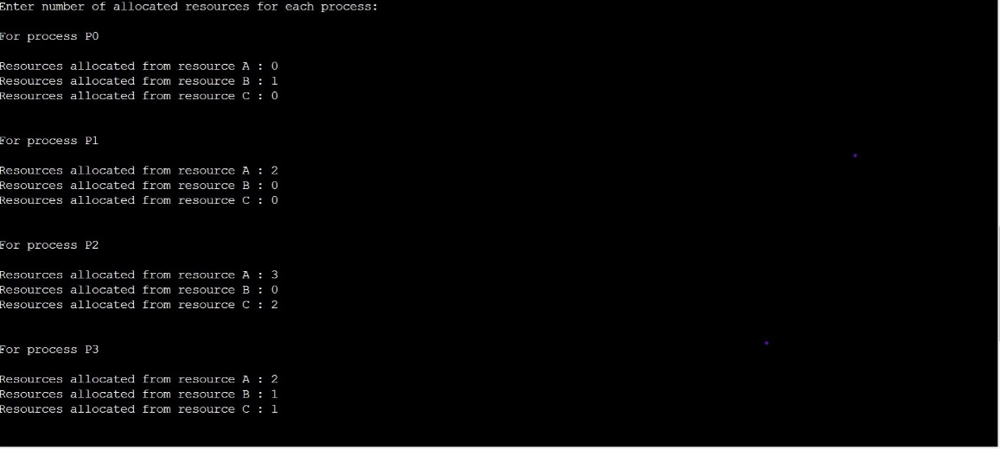 Enter number of allocated resources for each process:
For process P0
Resources allocated from resource A : 0
Resources allocated from resource B : 1
Resources allocated from resource C : 0
For process P1
Resources allocated from resource A : 2
Resources allocated from resource B : 0
Resources allocated from resource C : 0
For process P2
Resources allocated from resource A : 3
Resources allocated from resource B : 0
Resources allocated from resource C : 2
For process P3
Resources allocated from resource A : 2
Resources allocated from resource B : 1
Resources allocated from resource C : 1